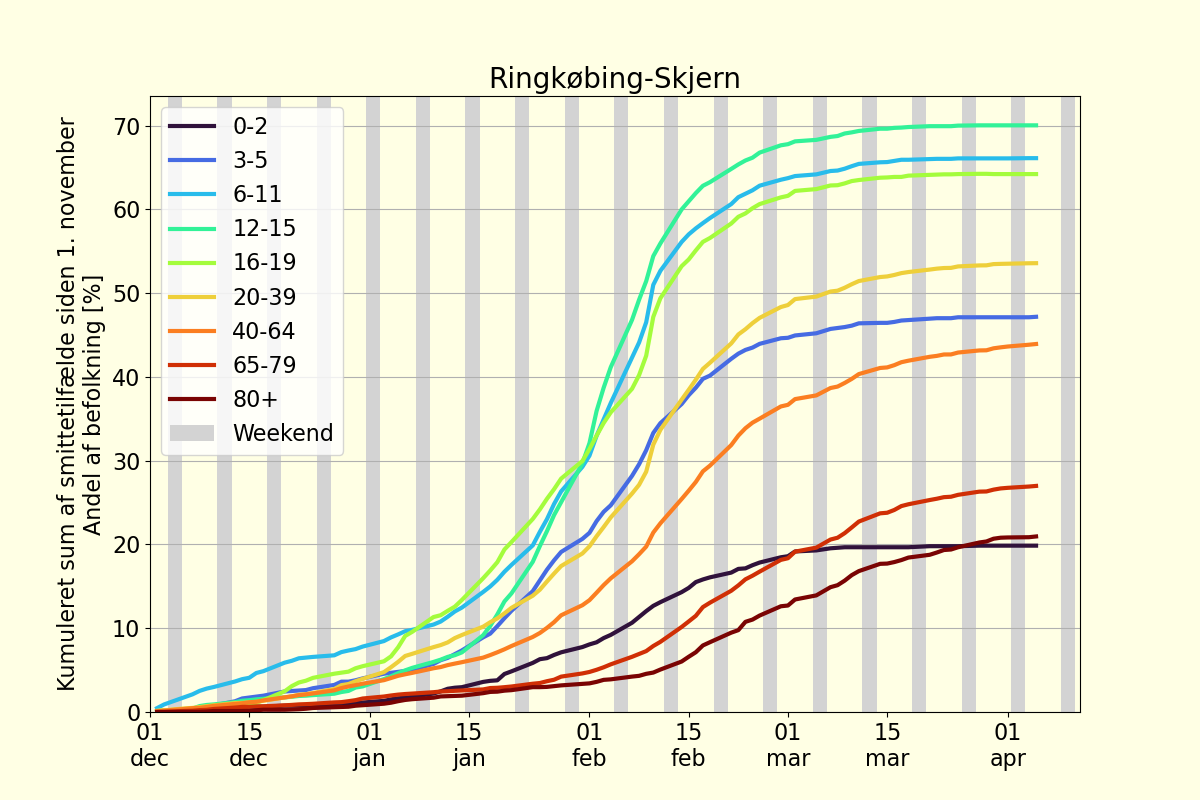 Ringkøbing-Skjern
Kumuleret sum af smittetilfælde siden 1. november
Andel af befolkning [%]
70
60
50
40
30
20
10
0
0-2
3-5
6-11
12-15
16-19
20-39
40-64
65-79
80+
Weekend
01 15 01 15 01 15 01 15 01
dec dec jan jan feb feb mar mar apr